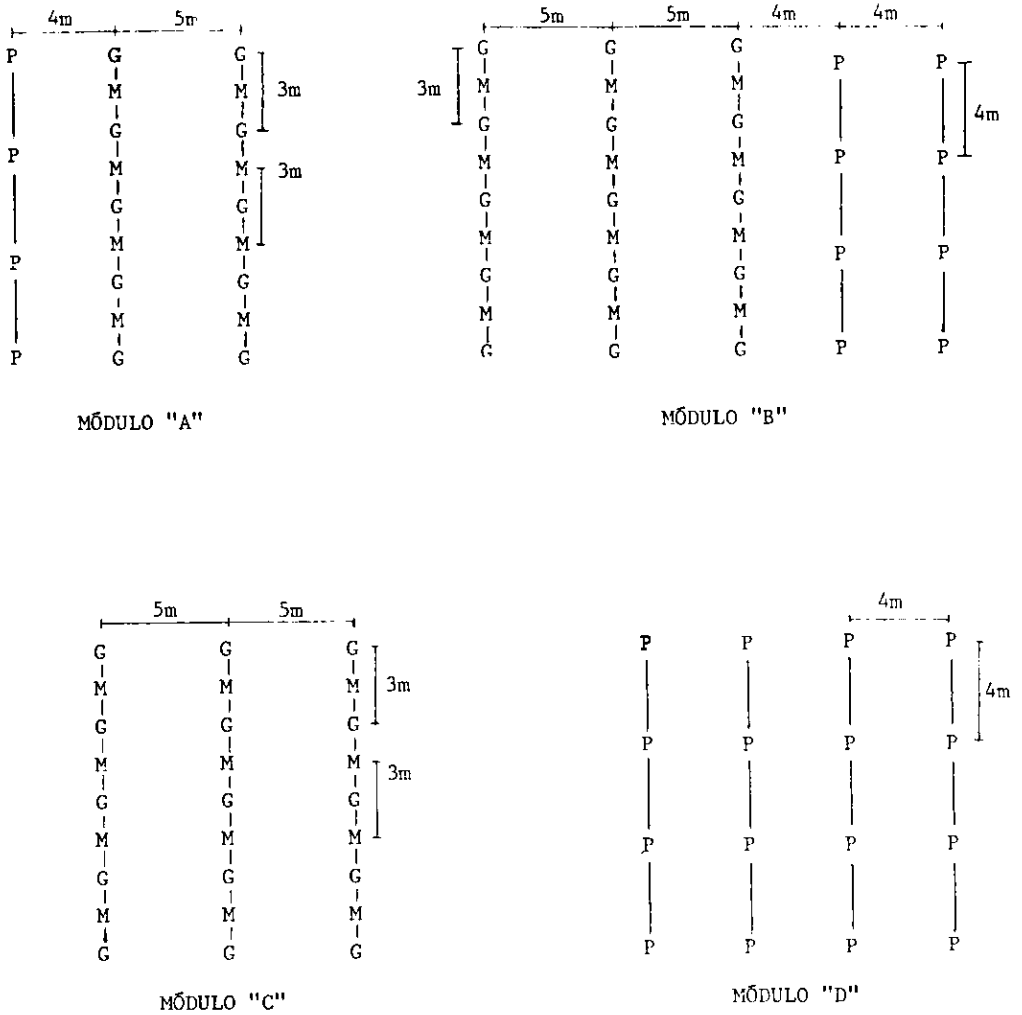 4m 5m
P G G
M M 3m
G G
P M M 3m
G G
P M M
G G
M M
P G G
MÓDULO "A"
5m 5m 4m 4m
G G G
P P
3m M M M
4m
G G G
M M M P P
G G G
M M M P P
G G G
M M M
G G G P P
MÓDULO "B"
5m 5m
G G G
M M M 3m
G G G
M M M 3m
G G G
M M M
G G G
M M M
G G G
MÓDULO "C"
4m
P P P P
4m
P P P P
P P P P
P P P P
MÓDULO "D"